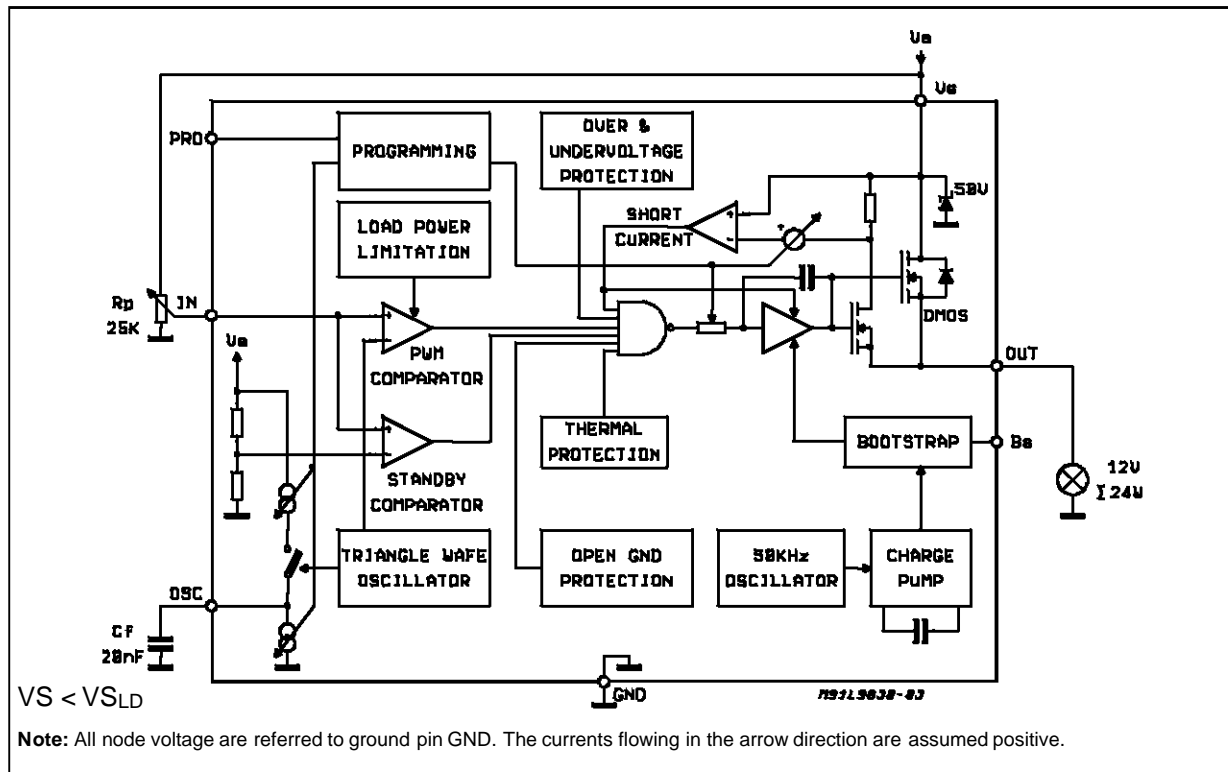 Vs
Vs
PRO
PROGRAMMING
OVER &
UNDERVOLTAGE
PROTECTION
50V
SHORT
CURRENT
+
-
+
LOAD POWER
LIMITATION
Rp
25K
IN
+
-
PWM
COMPARATOR
DMOS
OUT
Vs
+
-
STANDBY
COMPARATOR
THERMAL
PROTECTION
BOOTSTRAP
Bs
12V
24W
TRIANGLE WAFE
OSCILLATOR
OPEN GND
PROTECTION
50KHz
OSCILLATOR
CHARGE
PUMP
OSC
Cf
20nF
GND
M91L9830-03
VS < VSLD
Note: All node voltage are referred to ground pin GND. The currents flowing in the arrow direction are assumed positive.